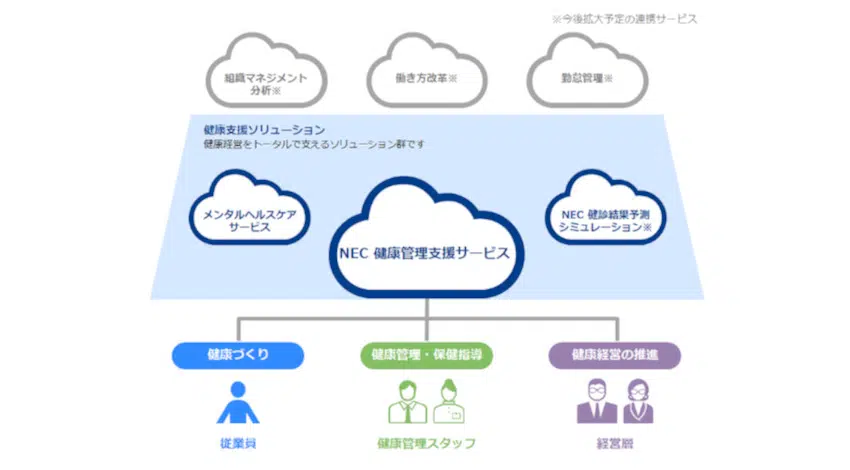 ※今後拡大予定の連携サービス
組織マネジメント
分析※
働き方改革※
勤怠管理※
健康支援ソリューション
健康経営をトータルで支えるソリューション群です
メンタルヘルスケア
サービス
NEC 健康管理支援サービス
NEC 健診結果予測
シミュレーション※
健康づくり
健康管理・保健指導
健康経営の推進
従業員
健康管理スタッフ
経営層